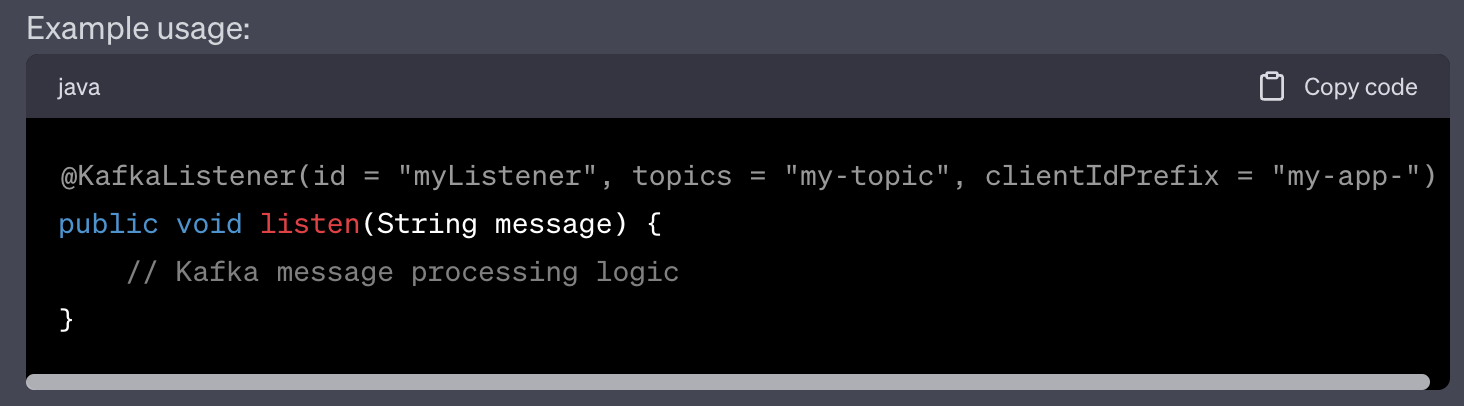 Example usage:
java
Copy code
@KafkaListener(id = "myListener", topics = "my-topic", clientIdPrefix = "my-app-")
public void listen(String message) {
    // Kafka message processing logic
}